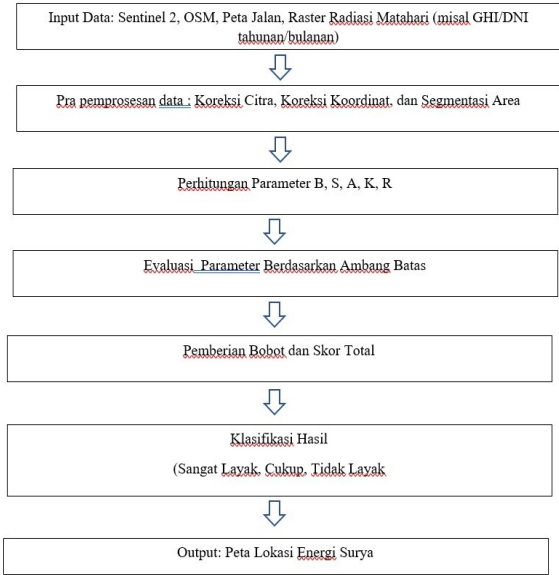 Input Data: Sentinel 2, OSM, Peta Jalan, Raster Radiasi Matahari (misal GHI/DNI
tahunan/bulanan)
Pra pemprosesan data : Koreksi Citra, Koreksi Koordinat, dan Segmentasi Area
Perhitungan Parameter B, S, A, K, R
Evaluasi  Parameter Berdasarkan Ambang Batas
Pemberian Bobot dan Skor Total
Klasifikasi Hasil
(Sangat Layak, Cukup, Tidak Layak
Output: Peta Lokasi Energi Surya